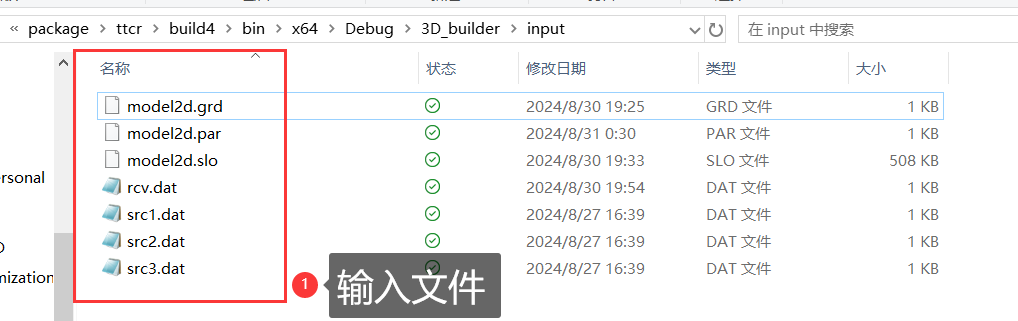 « package › ttcr › build4 › bin › x64 › Debug › 3D_builder › input 在 input 中搜索
名称 状态 修改日期 类型 大小
model2d.grd 2024/8/30 19:25 GRD 文件 1 KB
model2d.par 2024/8/31 0:30 PAR 文件 1 KB
model2d.slo 2024/8/30 19:33 SLO 文件 508 KB
ersonal
rcv.dat 2024/8/30 19:54 DAT 文件 1 KB
src1.dat 2024/8/27 16:39 DAT 文件 1 KB
src2.dat 2024/8/27 16:39 DAT 文件 1 KB
src3.dat 2024/8/27 16:39 DAT 文件 1 KB
mization
1 输入文件